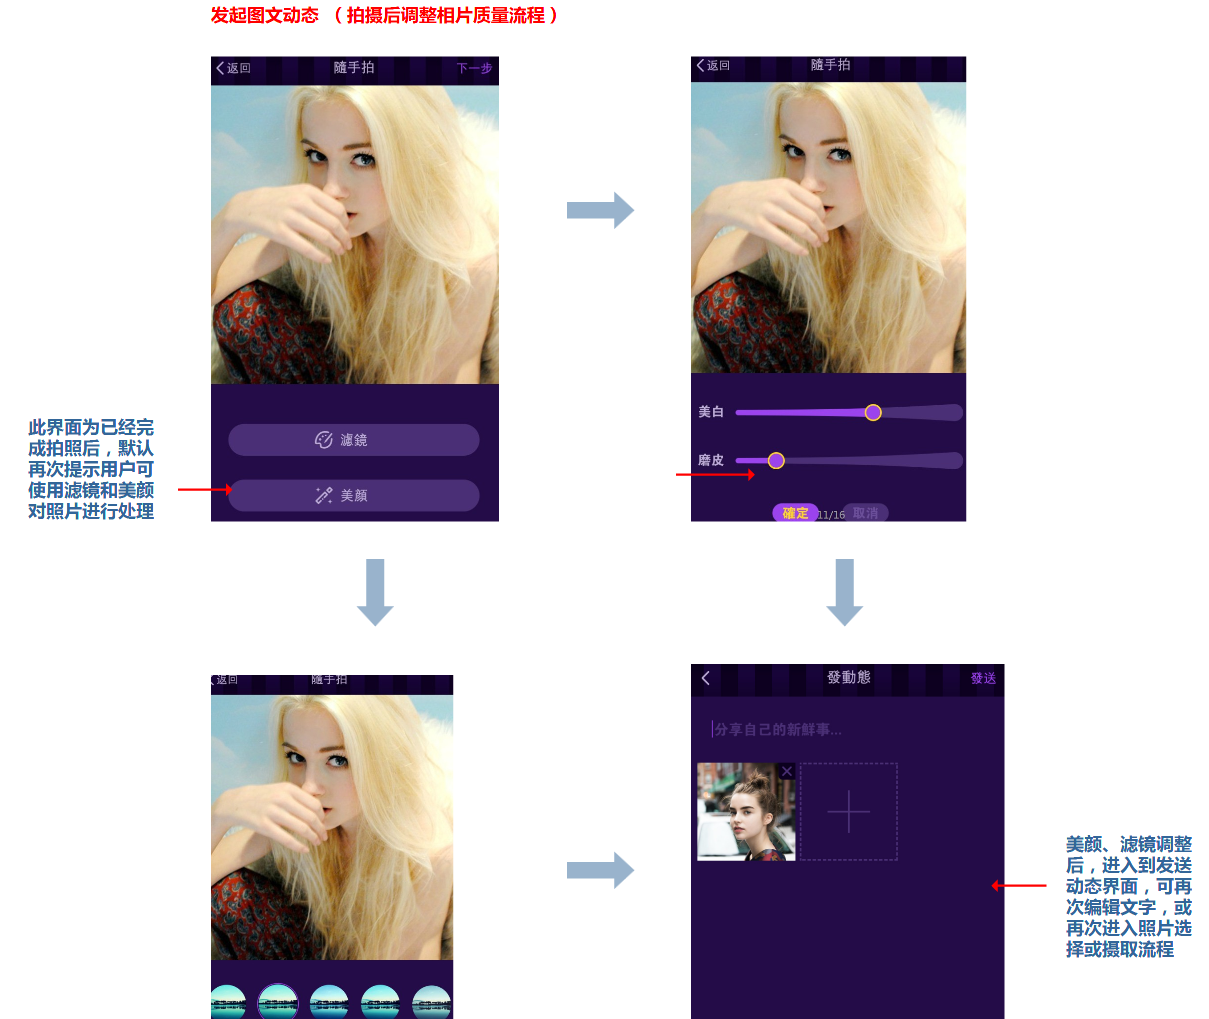 发起图文动态 （拍摄后调整相片质量流程）
返回
隨手拍
下一步
返回
隨手拍
此界面为已经完
成拍照后，默认
再次提示用户可
使用滤镜和美颜
对照片进行处理
濾鏡
美顏
美白
磨皮
確定
11/16
取消
返回
隨手拍
發動態
發送
分享自己的新鮮事...
美颜、滤镜调整
后，进入到发送
动态界面，可再
次编辑文字，或
再次进入照片选
择或摄取流程